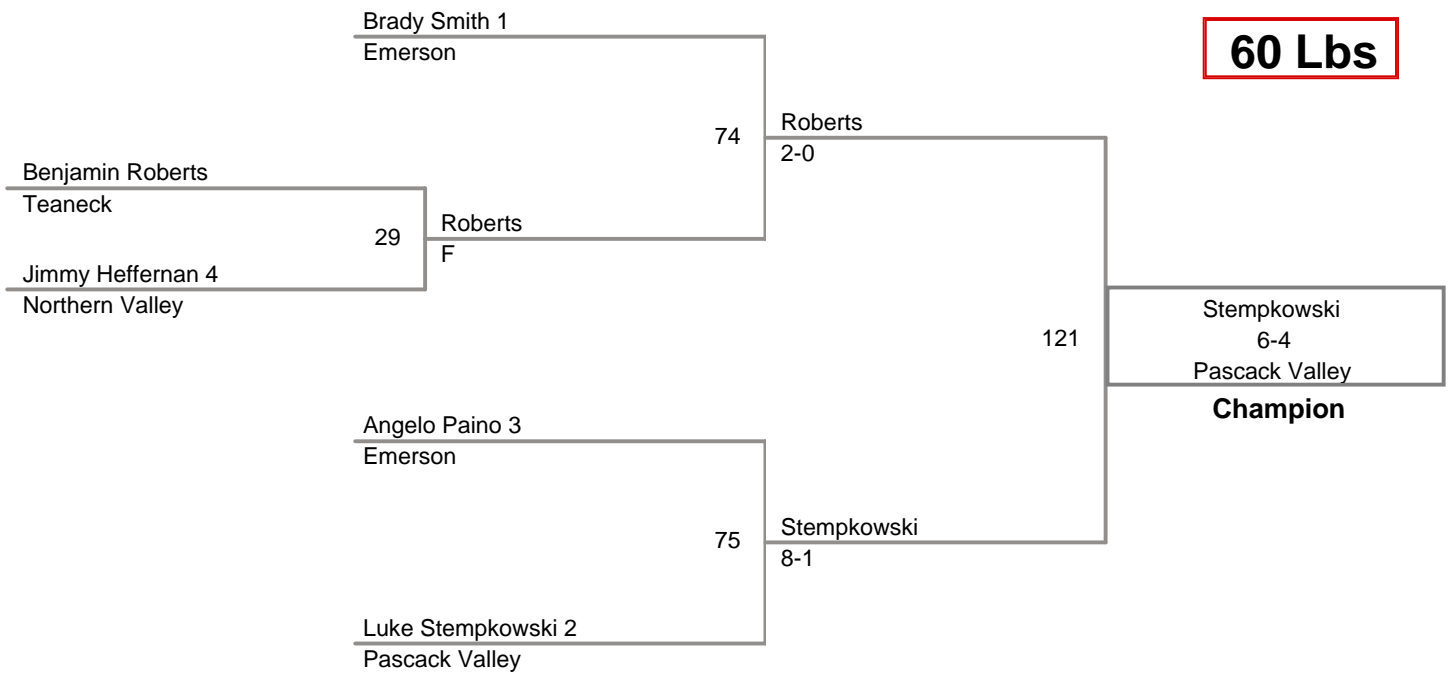 Brady Smith 1
Emerson
60 Lbs
74
Roberts
2-0
Benjamin Roberts
Teaneck
29
Roberts
F
Jimmy Heffernan 4
Northern Valley
121
Stempkowski
6-4
Pascack Valley
Champion
Angelo Paino 3
Emerson
75
Stempkowski
8-1
Luke Stempkowski 2
Pascack Valley